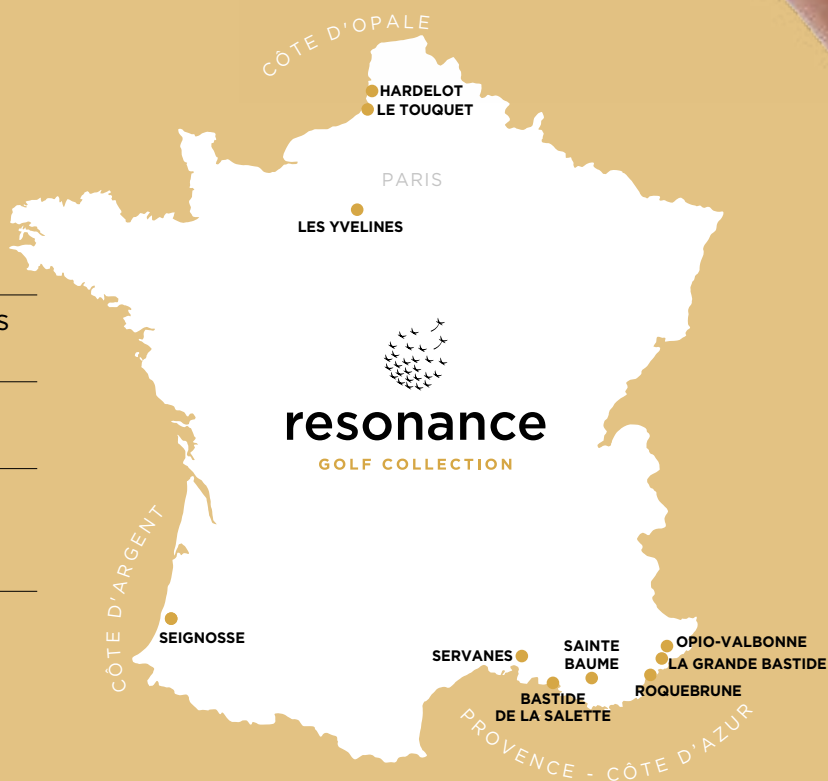 CÔTE D'OPALE
HARDELOT
LE TOUQUET
PARIS
LES YVELINES
S
resonance
GOLF COLLECTION
CÔTE D'ARGENT
SEIGNOSSE
SERVANES
SAINTE
BAUME
OPIO-VALBONNE
LA GRANDE BASTIDE
ROQUEBRUNE
BASTIDE
DE LA SALETTE
PROVENCE - CÔTE D'AZUR